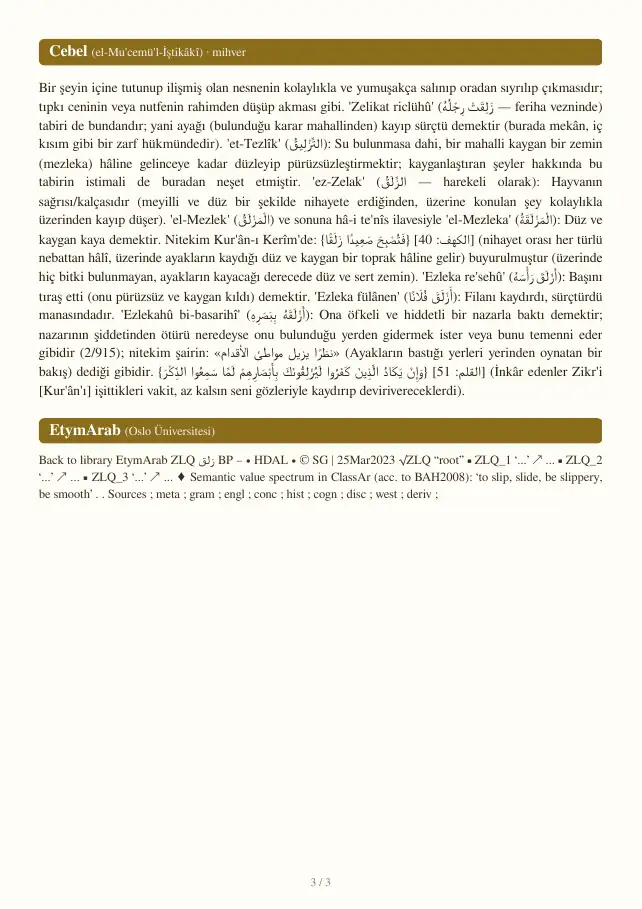 Cebel (el-Mu'cemü'l-İştikâkî) · mihver
Bir şeyin içine tutunup ilişmiş olan nesnenin kolaylıkla ve yumuşakça salınıp oradan sıyrılıp çıkmasıdır;
tıpkı ceninin veya nutfenin rahimden düşüp akması gibi. 'Zelikat riclühû' (زَلِقَتْ رِجْلُهُ — feriha vezninde)
tabiri de bundandır; yani ayağı (bulunduğu karar mahallinden) kayıp sürçtü demektir (burada mekân, iç
kısım gibi bir zarf hükmündedir). 'et-Tezlîk' (التَّزْلِيقُ): Su bulunmasa dahi, bir mahalli kaygan bir zemin
(mezleka) hâline gelinceye kadar düzleyip pürüzsüzleştirmektir; kayganlaştıran şeyler hakkında bu
tabirin istimali de buradan neşet etmiştir. 'ez-Zelak' (الزَّلَقُ — harekeli olarak): Hayvanın
sağrısı/kalçasıdır (meyilli ve düz bir şekilde nihayete erdiğinden, üzerine konulan şey kolaylıkla
üzerinden kayıp düşer). 'el-Mezlek' (الْمَزْلَقُ) ve sonuna hâ-i te'nîs ilavesiyle 'el-Mezleka' (الْمَزْلَقَةُ): Düz ve
kaygan kaya demektir. Nitekim Kur'ân-ı Kerîm'de: {فَتُصْبِحَ صَعِيدًا زَلَقًا} [الكهف: 40] (nihayet orası her türlü
nebattan hâlî, üzerinde ayakların kaydığı düz ve kaygan bir toprak hâline gelir) buyurulmuştur (üzerinde
hiç bitki bulunmayan, ayakların kayacağı derecede düz ve sert zemin). 'Ezleka re'sehû' (أَزْلَقَ رَأْسَهُ): Başını
tıraş etti (onu pürüzsüz ve kaygan kıldı) demektir. 'Ezleka fülânen' (أَزْلَقَ فُلَانًا): Filanı kaydırdı, sürçtürdü
manasındadır. 'Ezlekahû bi-basarihî' (أَزْلَقَهُ بِبَصَرِهِ): Ona öfkeli ve hiddetli bir nazarla baktı demektir;
nazarının şiddetinden ötürü neredeyse onu bulunduğu yerden gidermek ister veya bunu temenni eder
gibidir (2/915); nitekim şairin: «نظرًا يزيل مواطئ الأقدام» (Ayakların bastığı yerleri yerinden oynatan bir
bakış) dediği gibidir. {وَإِن يَكَادُ الَّذِينَ كَفَرُوا لَيُزْلِقُونَكَ بِأَبْصَارِهِمْ لَمَّا سَمِعُوا الذِّكْرَ} [القلم: 51] (İnkâr edenler Zikr'i
[Kur'ân'ı] işittikleri vakit, az kalsın seni gözleriyle kaydırıp devirivereceklerdi).
EtymArab (Oslo Üniversitesi)
Back to library EtymArab ZLQ زلق BP – • HDAL • © SG | 25Mar2023 √ZLQ “root” ▪ ZLQ_1 ‘...’ ↗ ... ▪ ZLQ_2
‘...’ ↗ ... ▪ ZLQ_3 ‘...’ ↗ ... ♦ Semantic value spectrum in ClassAr (acc. to BAH2008): ‘to slip, slide, be slippery,
be smooth’ . . Sources ; meta ; gram ; engl ; conc ; hist ; cogn ; disc ; west ; deriv ;
3 / 3